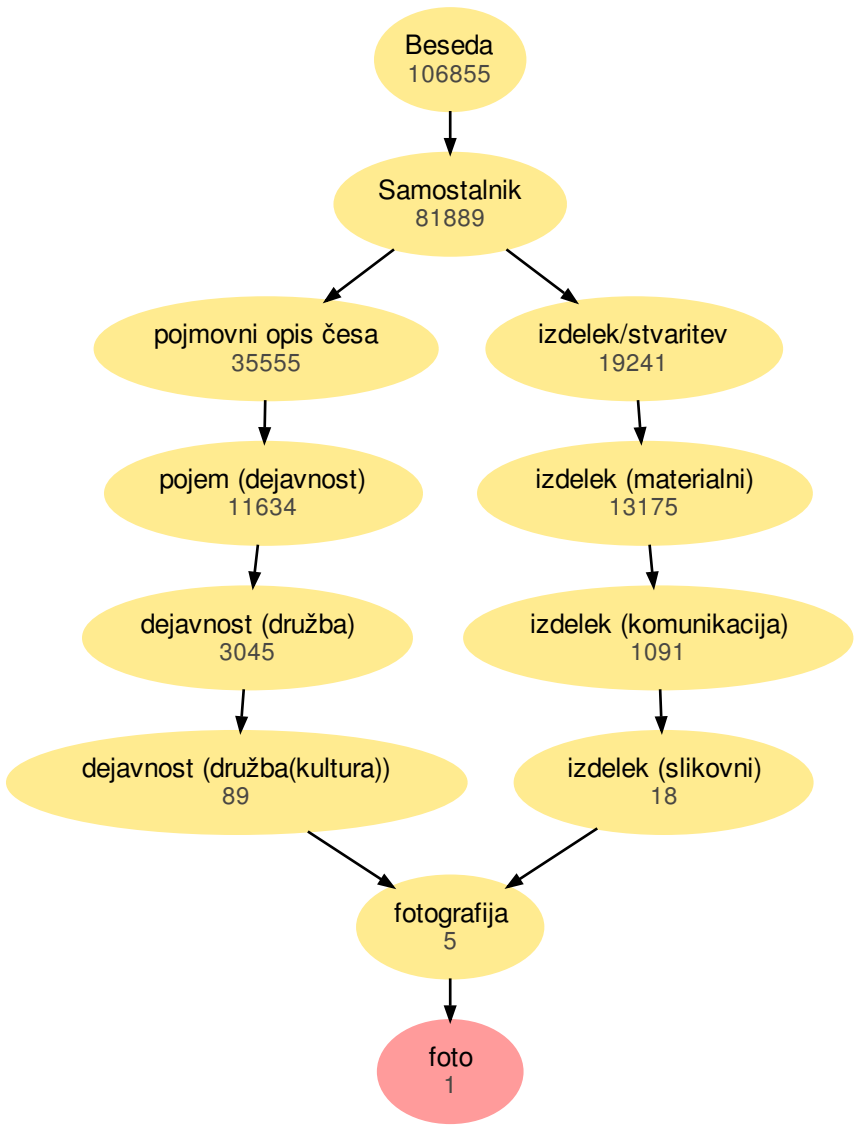 Beseda
106855
Samostalnik
81889
pojmovni opis česa
35555
izdelek/stvaritev
19241
pojem (dejavnost)
11634
izdelek (materialni)
13175
dejavnost (družba)
3045
izdelek (komunikacija)
1091
dejavnost (družba(kultura))
89
izdelek (slikovni)
18
fotografija
5
foto
1